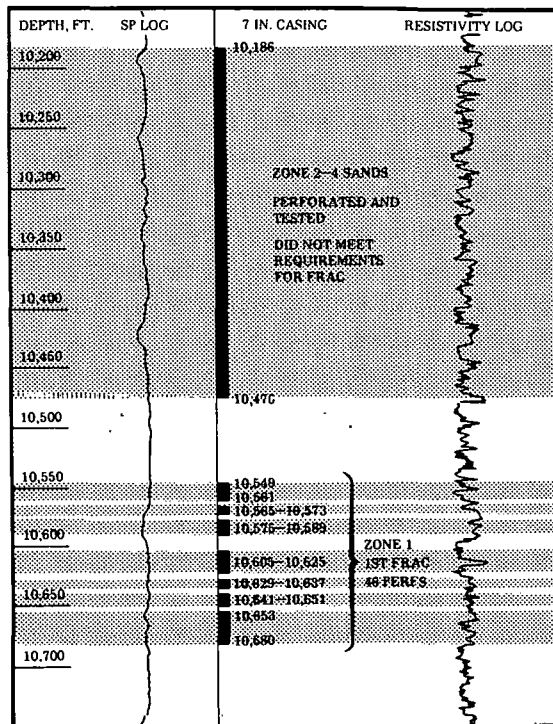 DEPTH, FT. SP LOG 7 IN. CASING RESISTIVITY LOG
10,186
10,200
10,250
10,300
10,350
10,400
10,450
10,500
10,550
10,600
10,650
10,700
ZONE 2-4 SANDS
PERFORATED AND
TESTED
DID NOT MEET
REQUIREMENTS
FOR FRAC
10,476
10,549
10,561
10,565-10,573
10,575-10,589
10,605-10,625
10,629-10,637
10,641-10,651
10,653
10,680
ZONE 1
1ST FRAC
46 PERFS